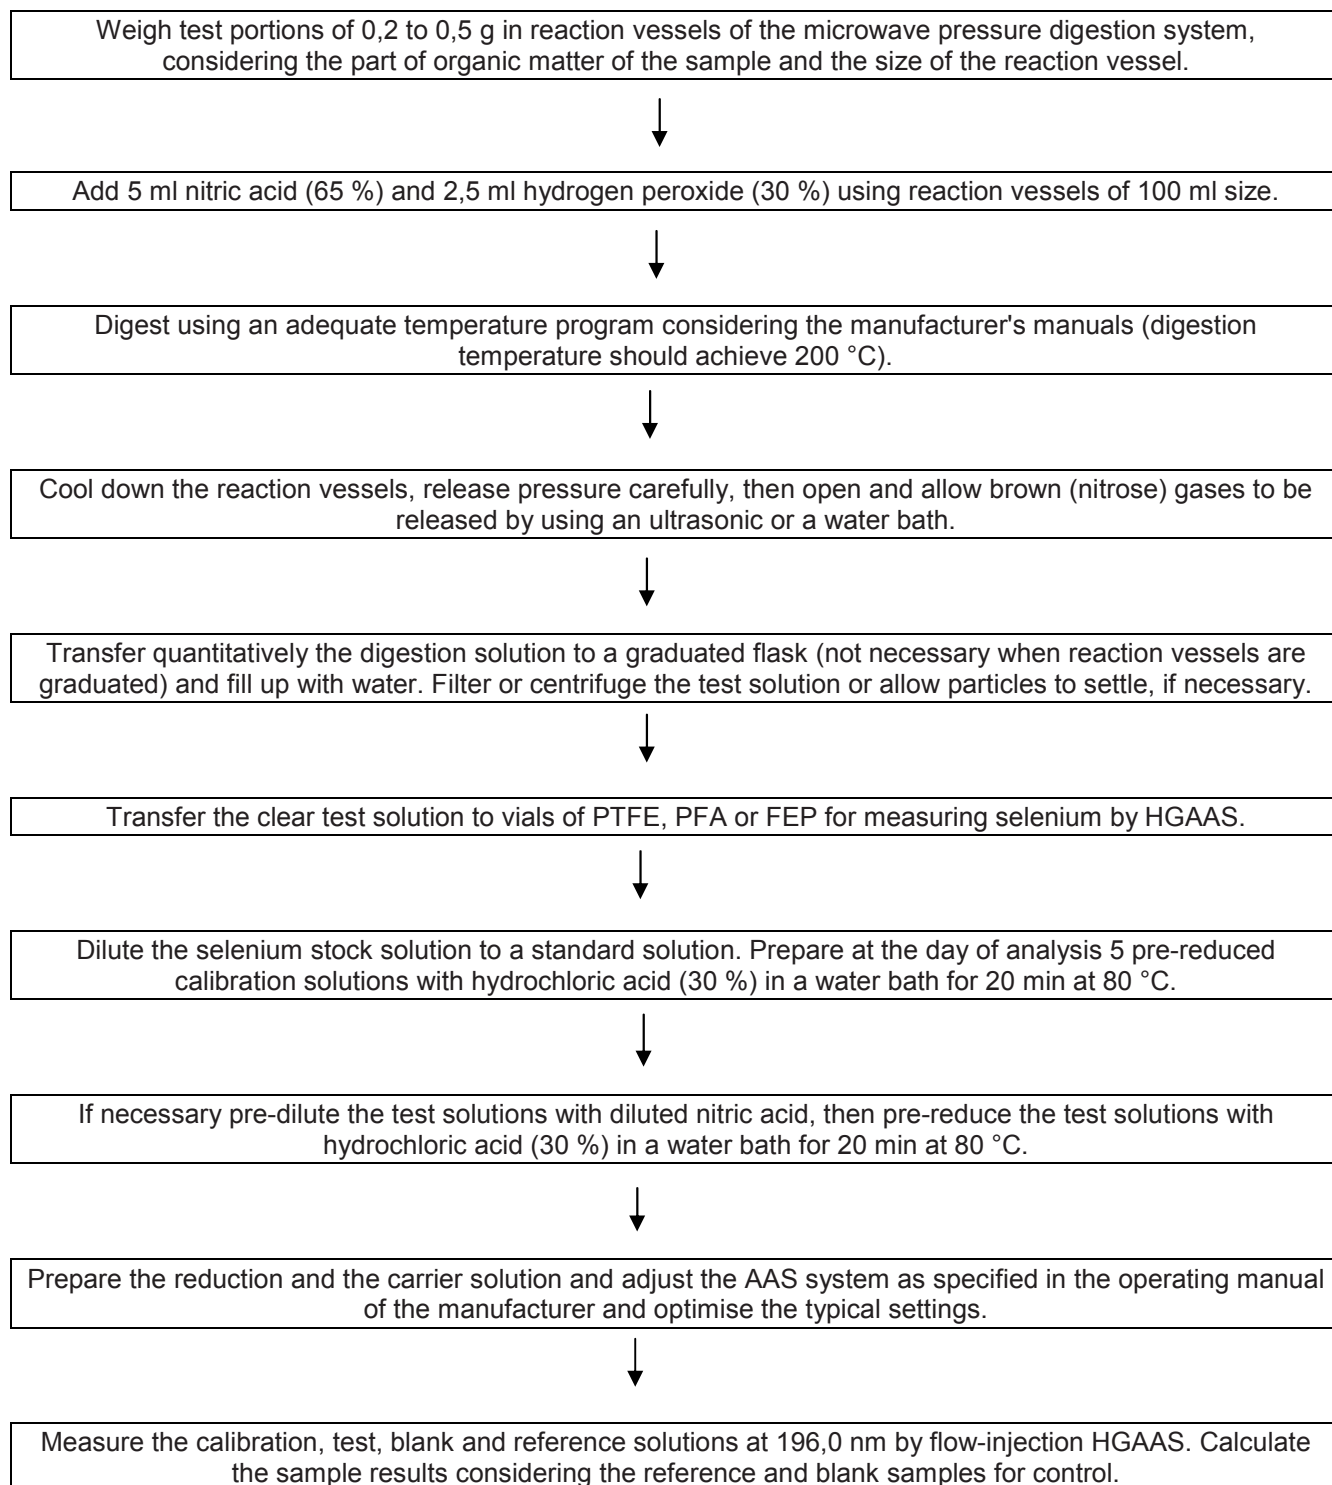 Weigh test portions of 0,2 to 0,5 g in reaction vessels of the microwave pressure digestion system,
considering the part of organic matter of the sample and the size of the reaction vessel.
Add 5 ml nitric acid (65 %) and 2,5 ml hydrogen peroxide (30 %) using reaction vessels of 100 ml size.
Digest using an adequate temperature program considering the manufacturer's manuals (digestion
temperature should achieve 200 °C).
Cool down the reaction vessels, release pressure carefully, then open and allow brown (nitrose) gases to be
released by using an ultrasonic or a water bath.
Transfer quantitatively the digestion solution to a graduated flask (not necessary when reaction vessels are
graduated) and fill up with water. Filter or centrifuge the test solution or allow particles to settle, if necessary.
Transfer the clear test solution to vials of PTFE, PFA or FEP for measuring selenium by HGAAS.
Dilute the selenium stock solution to a standard solution. Prepare at the day of analysis 5 pre-reduced
calibration solutions with hydrochloric acid (30 %) in a water bath for 20 min at 80 °C.
If necessary pre-dilute the test solutions with diluted nitric acid, then pre-reduce the test solutions with
hydrochloric acid (30 %) in a water bath for 20 min at 80 °C.
Prepare the reduction and the carrier solution and adjust the AAS system as specified in the operating manual
of the manufacturer and optimise the typical settings.
Measure the calibration, test, blank and reference solutions at 196,0 nm by flow-injection HGAAS. Calculate
the sample results considering the reference and blank samples for control.